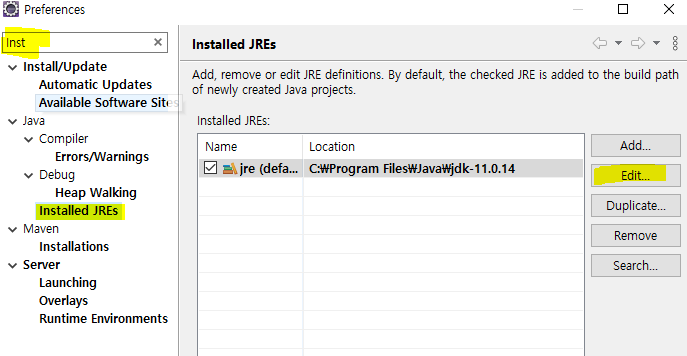 Preferences
Inst
Install/Update
Automatic Updates
Available Software Sites
Java
Compiler
Errors/Warnings
Debug
Heap Walking
Installed JREs
Maven
Installations
Server
Launching
Overlays
Runtime Environments
Installed JREs
Add, remove or edit JRE definitions. By default, the checked JRE is added to the build path
of newly created Java projects.
Installed JREs:
Name Location
jre (defa... C:₩Program Files₩Java₩jdk-11.0.14
Add...
Edit...
Duplicate...
Remove
Search...